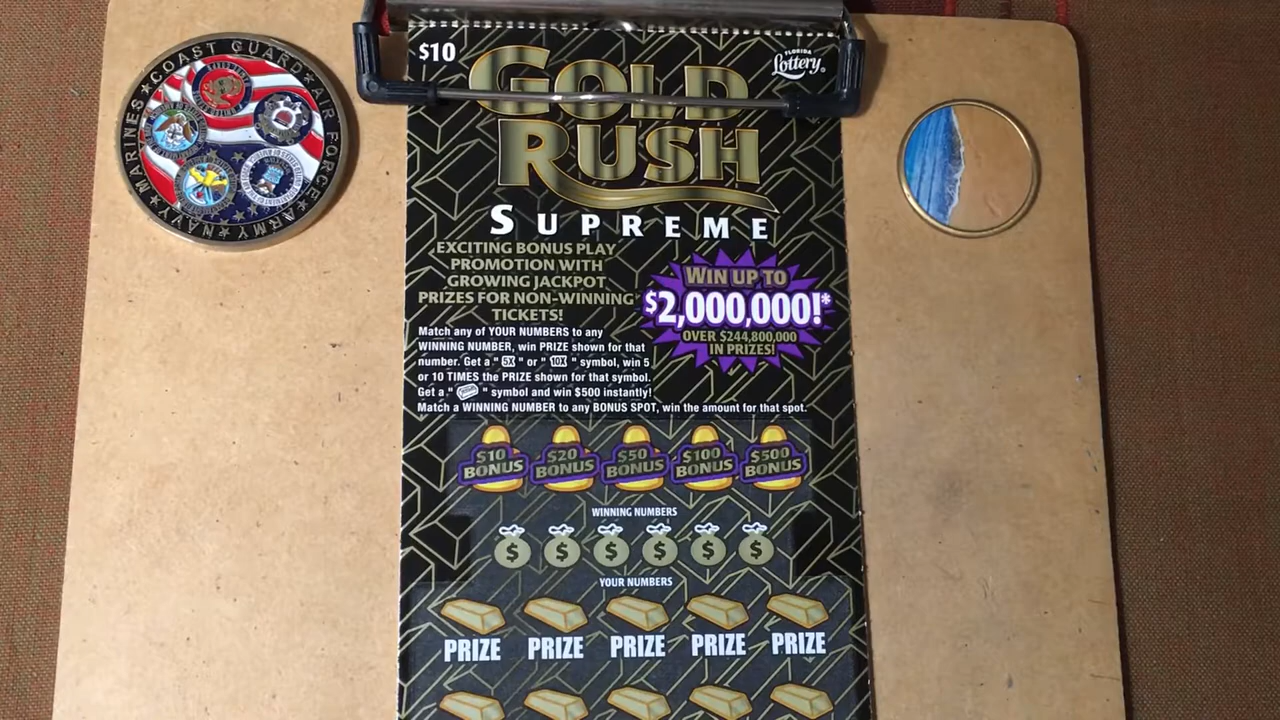 COAST GUARD ★ AIR FORCE ★ ARMY ★ NAVY ★ MARINES ★
$10
FLORIDA
Lottery®
GOLD
RUSH
SUPREME
EXCITING BONUS PLAY
PROMOTION WITH
GROWING JACKPOT
PRIZES FOR NON-WINNING
TICKETS!
WIN UP TO
$2,000,000!*
OVER $244,800,000
IN PRIZES!
Match any of YOUR NUMBERS to any
WINNING NUMBER, win PRIZE shown for that
number. Get a " 5X " or " 10X " symbol, win 5
or 10 TIMES the PRIZE shown for that symbol.
Get a " " symbol and win $500 instantly!
Match a WINNING NUMBER to any BONUS SPOT, win the amount for that spot.
$10 BONUS $20 BONUS $50 BONUS $100 BONUS $500 BONUS
WINNING NUMBERS
$ $ $ $ $ $
YOUR NUMBERS
PRIZE PRIZE PRIZE PRIZE PRIZE